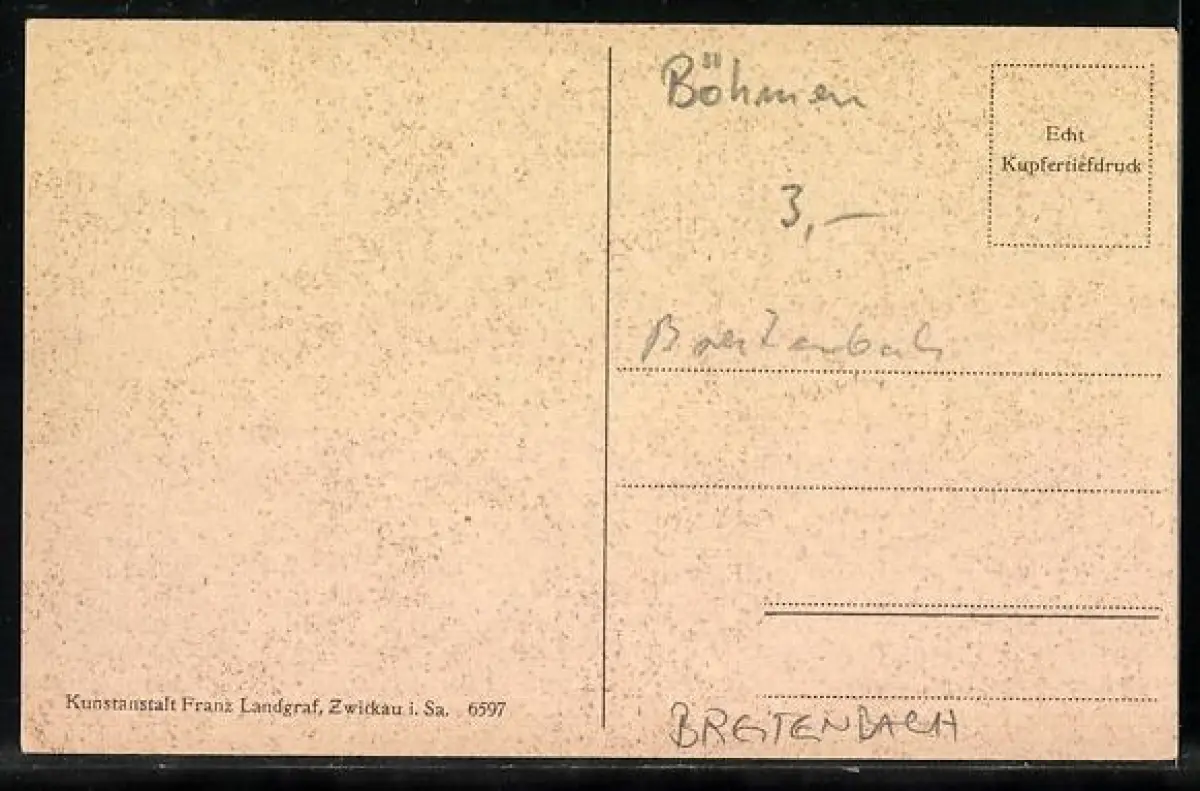 Böhmen
Echt
Kupfertiefdruck
3,—
Breitenbach
Kunstanstalt Franz Landgraf, Zwickau i. Sa. 6597
BREITENBACH